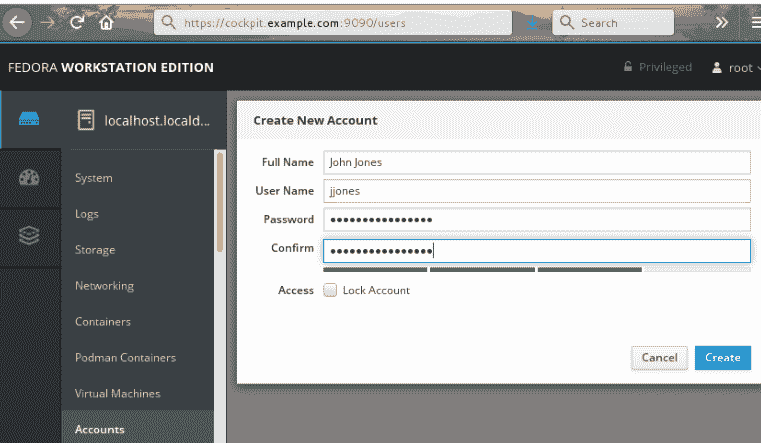 https://cockpit.example.com:9090/users
Search
FEDORA WORKSTATION EDITION
Privileged
root
localhost.locald...
System
Logs
Storage
Networking
Containers
Podman Containers
Virtual Machines
Accounts
Create New Account
Full Name John Jones
User Name jjones
Password ●●●●●●●●●●●●●●●●
Confirm ●●●●●●●●●●●●●●●●
Access Lock Account
Cancel Create